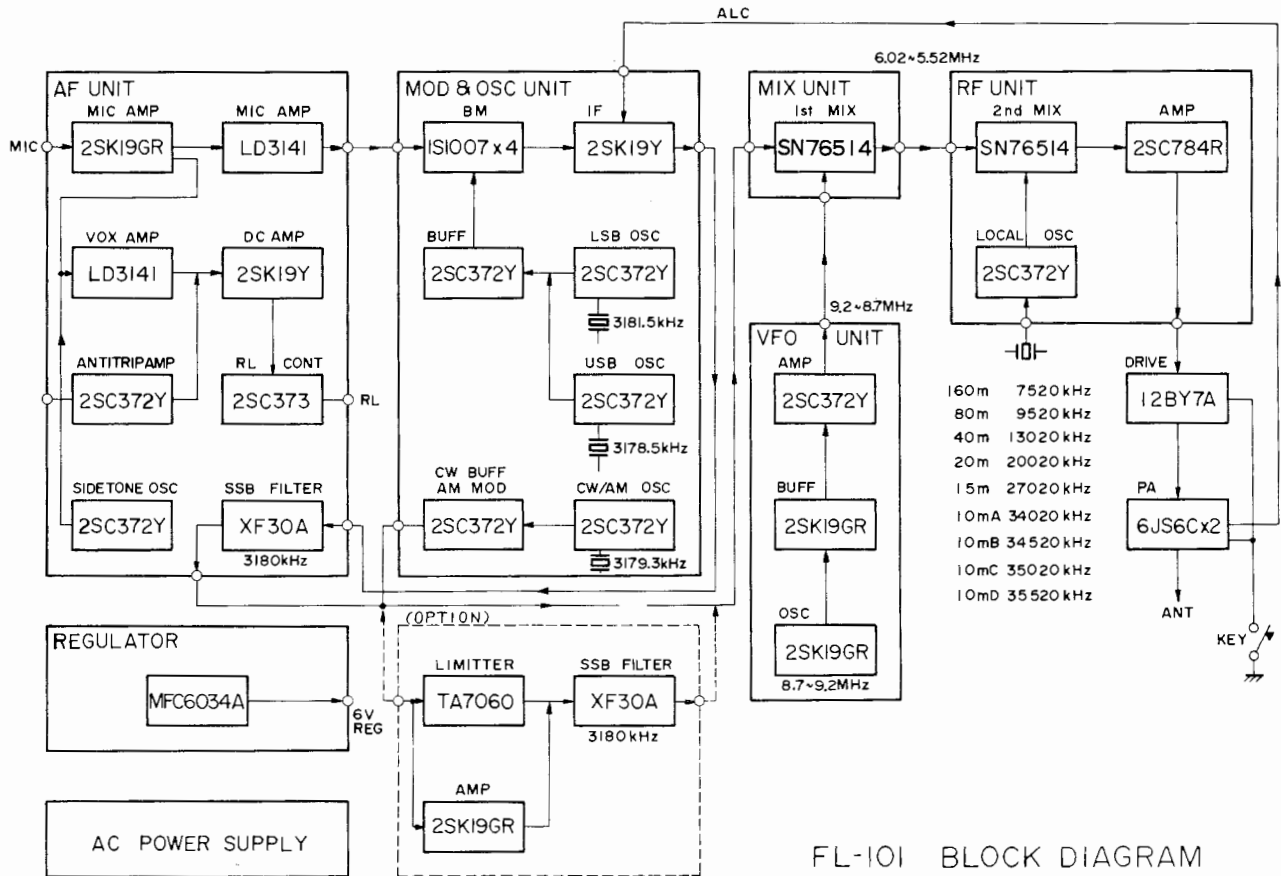 ALC
6.02~5.52MHz
AF UNIT
MIC AMP
2SK19GR
MIC AMP
LD3141
MIC
VOX AMP
LD3141
DC AMP
2SK19Y
ANTITRIPAMP
2SC372Y
RL CONT
2SC373
RL
SIDETONE OSC
2SC372Y
SSB FILTER
XF30A
3180kHz
MOD & OSC UNIT
BM
1S1007x4
IF
2SK19Y
BUFF
2SC372Y
LSB OSC
2SC372Y
3181.5kHz
USB OSC
2SC372Y
3178.5kHz
CW BUFF
AM MOD
2SC372Y
CW/AM OSC
2SC372Y
3179.3kHz
MIX UNIT
1st MIX
SN76514
9.2~8.7MHz
VFO UNIT
AMP
2SC372Y
BUFF
2SK19GR
OSC
2SK19GR
8.7~9.2MHz
RF UNIT
2nd MIX
SN76514
AMP
2SC784R
LOCAL OSC
2SC372Y
160m 7520kHz
80m 9520kHz
40m 13020kHz
20m 20020kHz
15m 27020kHz
10mA 34020kHz
10mB 34520kHz
10mC 35020kHz
10mD 35520kHz
DRIVE
12BY7A
PA
6JS6Cx2
ANT
KEY
REGULATOR
MFC6034A
6V
REG
AC POWER SUPPLY
(OPTION)
LIMITTER
TA7060
SSB FILTER
XF30A
3180kHz
AMP
2SK19GR
FL-101 BLOCK DIAGRAM